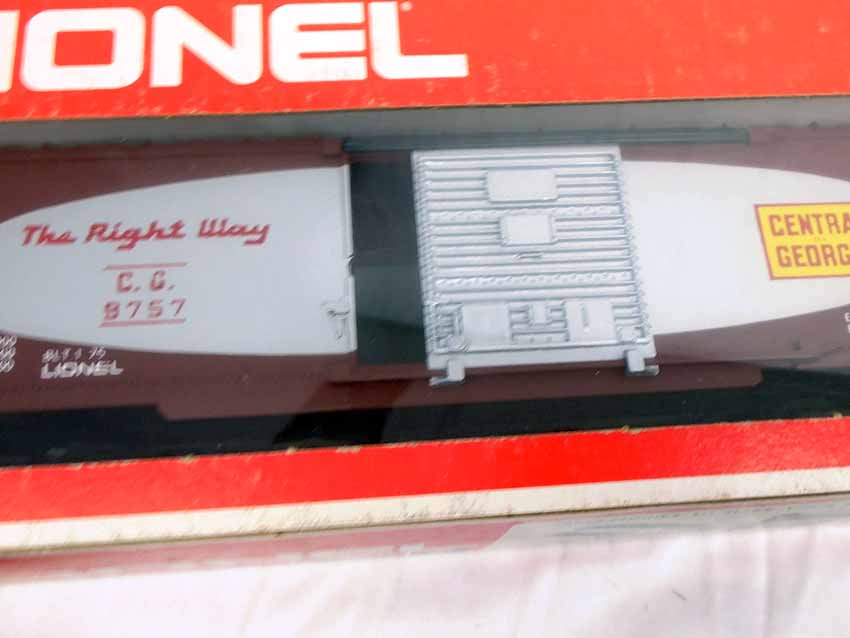 IONEL
The Right Way
C. G.
9757
CENTRA
GEORG
LIONEL